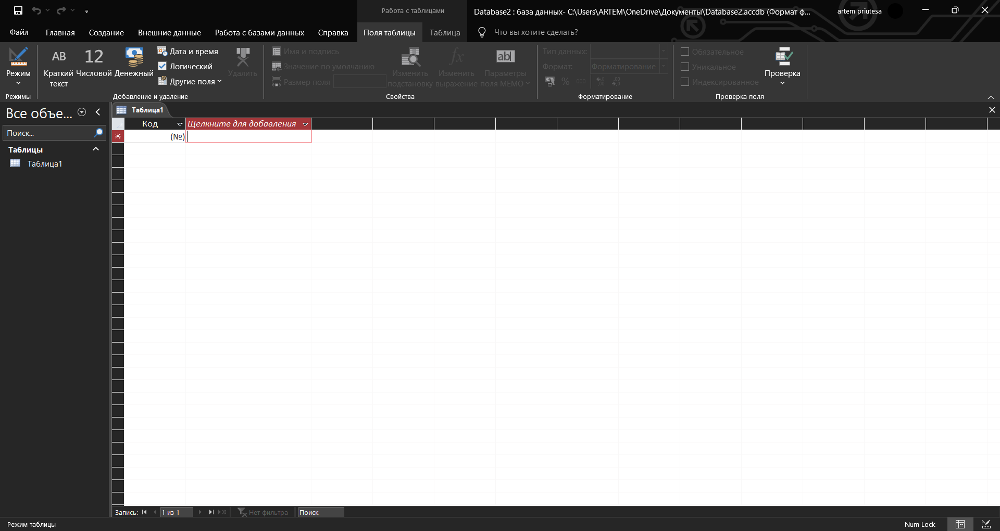 Работа с таблицами
Database2 : база данных- C:\Users\ARTEM\OneDrive\Документы\Database2.accdb (Формат ф...
artem priutesa
Файл
Главная
Создание
Внешние данные
Работа с базами данных
Справка
Поля таблицы
Таблица
Что вы хотите сделать?
Режим
Режимы
AB
Краткий
текст
12
Числовой
Денежный
Дата и время
Логический
Другие поля
Удалить
Добавление и удаление
Имя и подпись
Значение по умолчанию
Размер поля
Изменить
подстановку
fx
Изменить
выражение
ab
Параметры
поля МЕМО
Свойства
Тип данных:
Формат:
Форматирование
%
000
Форматирование
Обязательное
Уникальное
Индексированное
Проверка
Проверка поля
Все объе...
Поиск...
Таблицы
Таблица1
Таблица1
Код
Щелкните для добавления
(№)
Запись:
1 из 1
Нет фильтра
Поиск
Режим таблицы
Num Lock